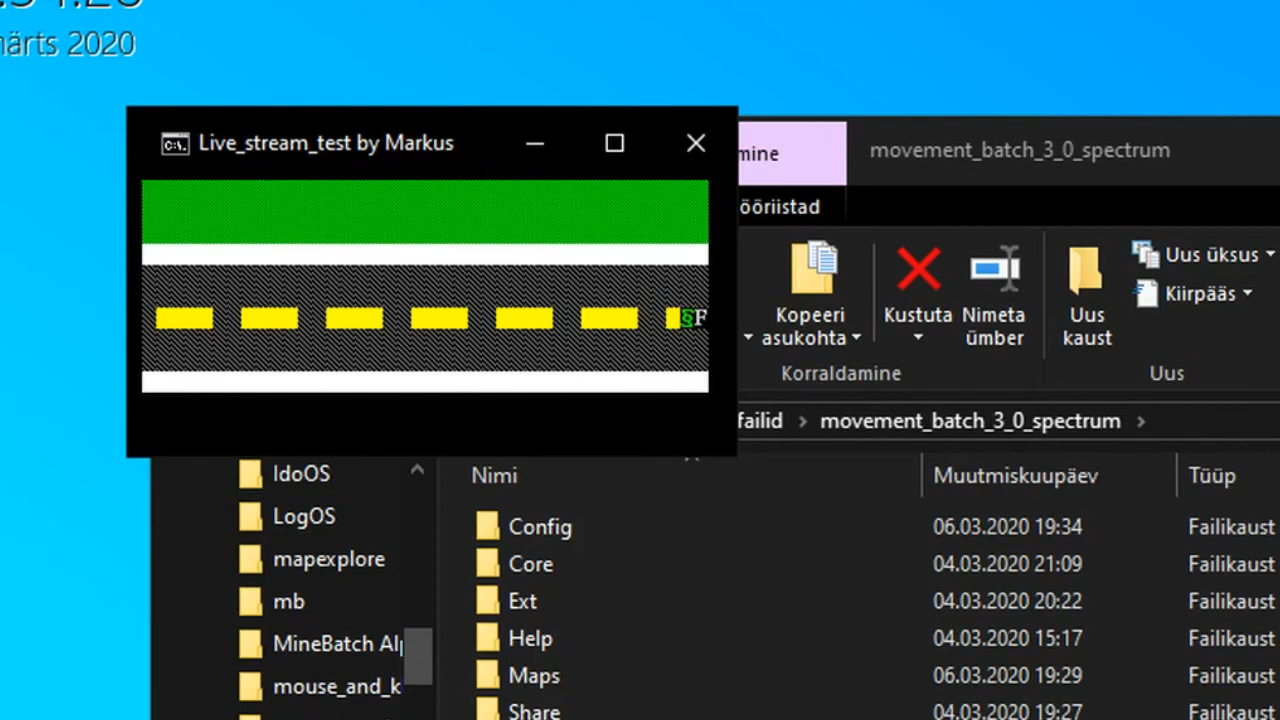 märts 2020
Live_stream_test by Markus
§F
mine
movement_batch_3_0_spectrum
ööriistad
Kopeeri
asukohta
Kustuta
Nimeta
ümber
Uus
kaust
Uus üksus
Kiirpääs
Korraldamine
Uus
failid > movement_batch_3_0_spectrum >
Nimi
Muutmiskuupäev
Tüüp
IdoOS
LogOS
mapexplore
mb
MineBatch Al
mouse_and_k
Config 06.03.2020 19:34 Failikaust
Core 04.03.2020 21:09 Failikaust
Ext 04.03.2020 20:22 Failikaust
Help 04.03.2020 15:17 Failikaust
Maps 06.03.2020 19:29 Failikaust
Share 04.03.2020 19:27 Failikaust